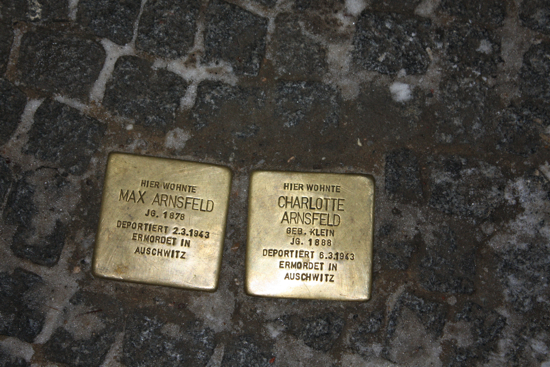 HIER WOHNTE
MAX ARNSFELD
JG. 1878
DEPORTIERT 2.3.1943
ERMORDET IN
AUSCHWITZ
HIER WOHNTE
CHARLOTTE
ARNSFELD
GEB. KLEIN
JG. 1888
DEPORTIERT 6.3.1943
ERMORDET IN
AUSCHWITZ